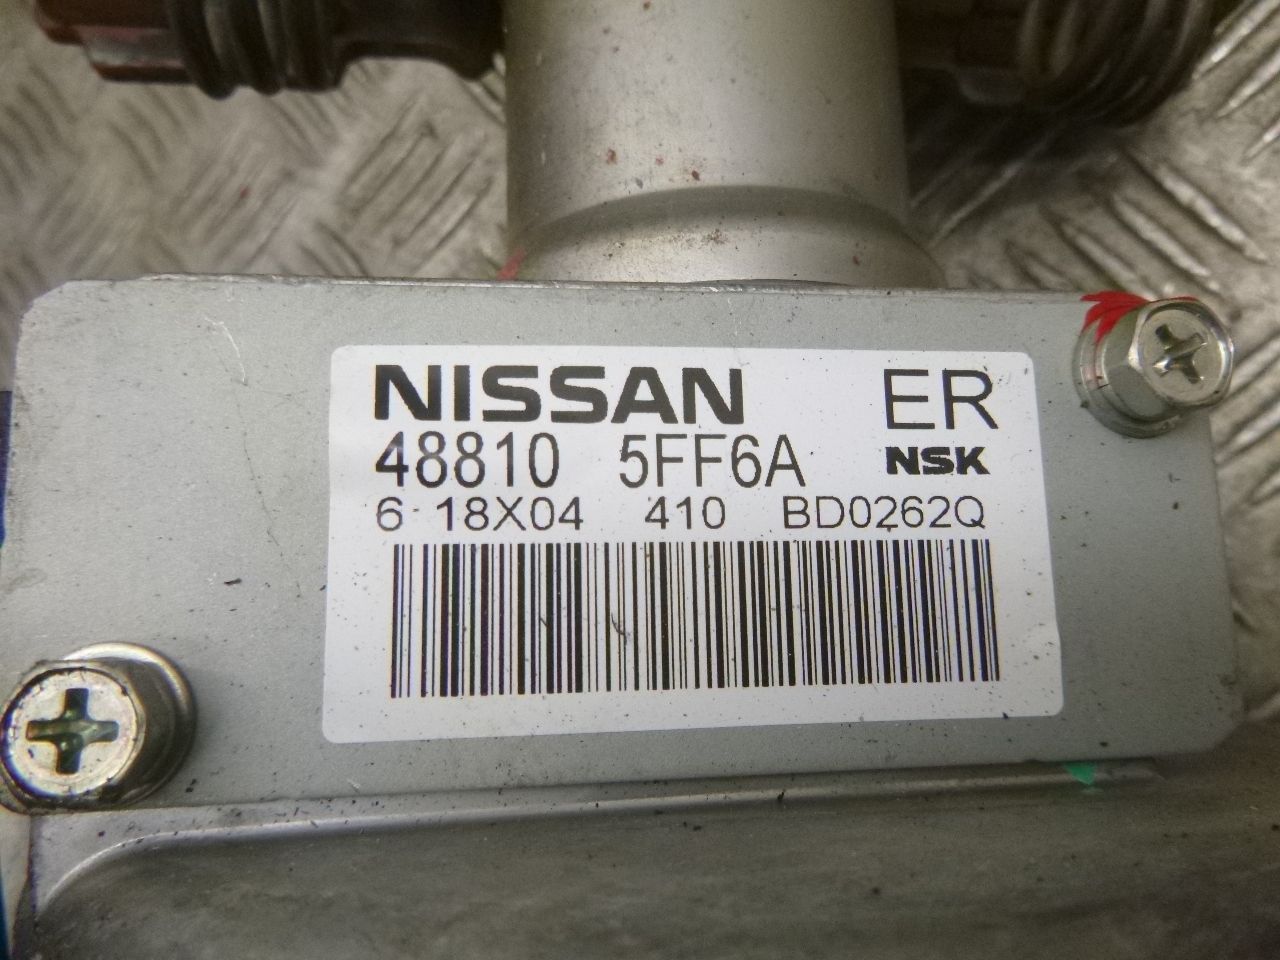 NISSAN ER
48810 5FF6A NSK
6 18X04 410 BD0262Q